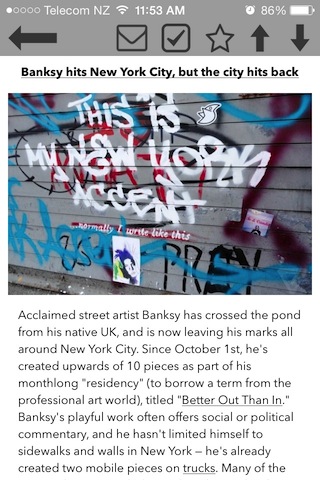 Telecom NZ 11:53 AM 86%
Banksy hits New York City, but the city hits back
THIS IS
MY NEW YORK
ACCENT
...normally I write like this
Acclaimed street artist Banksy has crossed the pond
from his native UK, and is now leaving his marks all
around New York City. Since October 1st, he's
created upwards of 10 pieces as part of his
monthlong "residency" (to borrow a term from the
professional art world), titled "Better Out Than In."
Banksy's playful work often offers social or political
commentary, and he hasn't limited himself to
sidewalks and walls in New York — he's already
created two mobile pieces on trucks. Many of the